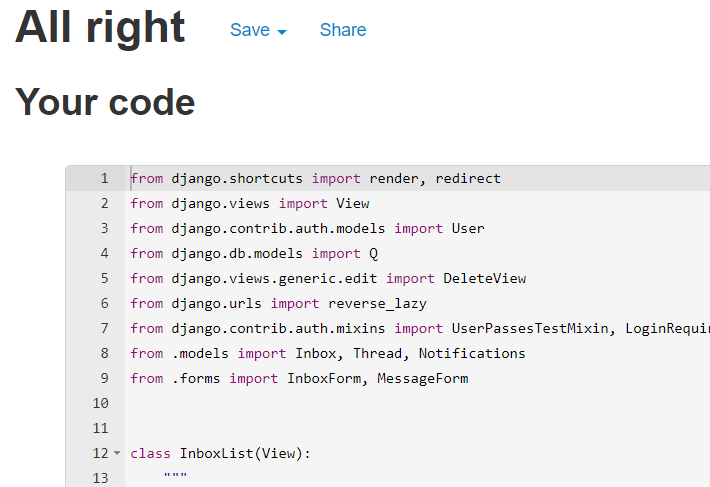 All right Save Share
Your code
1 from django.shortcuts import render, redirect
2 from django.views import View
3 from django.contrib.auth.models import User
4 from django.db.models import Q
5 from django.views.generic.edit import DeleteView
6 from django.urls import reverse_lazy
7 from django.contrib.auth.mixins import UserPassesTestMixin, LoginRequi
8 from .models import Inbox, Thread, Notifications
9 from .forms import InboxForm, MessageForm
10
11
12 class InboxList(View):
13     """